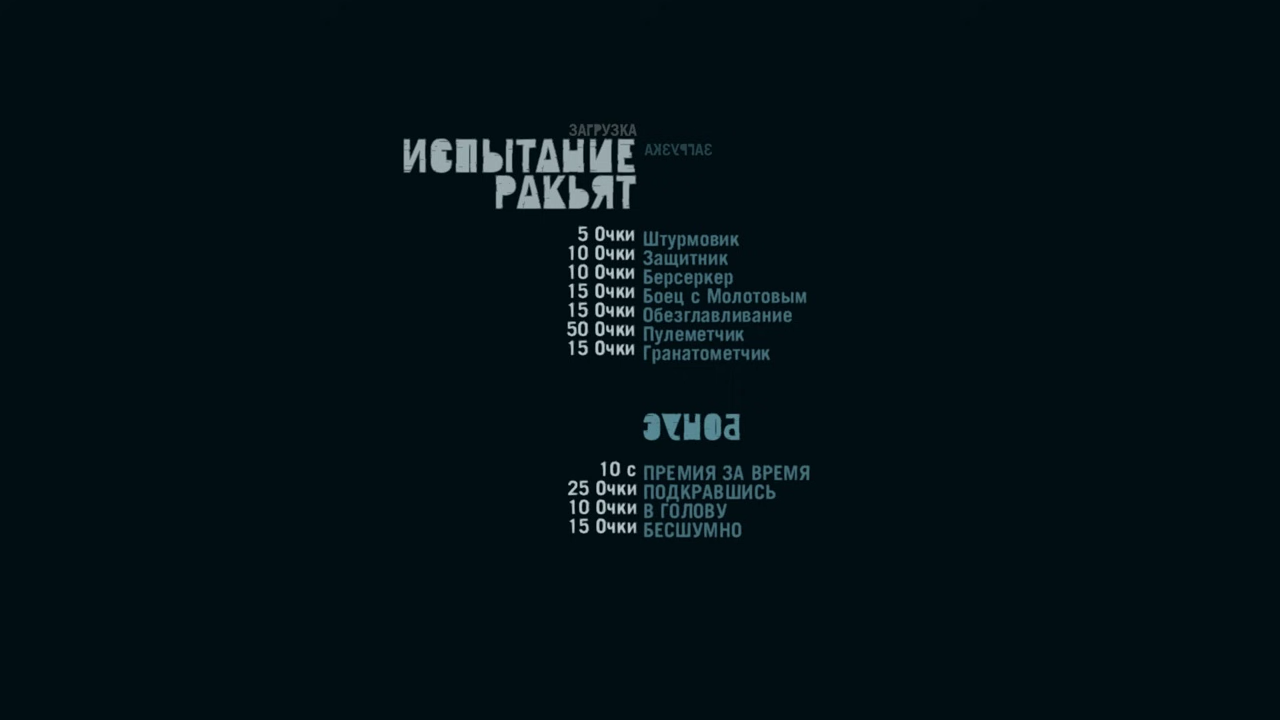 ЗАГРУЗКА
ЗАГРУЗКА
ИСПЫТАНИЕ
РАКЬЯТ
5 Очки Штурмовик
10 Очки Защитник
10 Очки Берсеркер
15 Очки Боец с Молотовым
15 Очки Обезглавливание
50 Очки Пулеметчик
15 Очки Гранатометчик
БОНУС
10 с ПРЕМИЯ ЗА ВРЕМЯ
25 Очки ПОДКРАВШИСЬ
10 Очки В ГОЛОВУ
15 Очки БЕСШУМНО